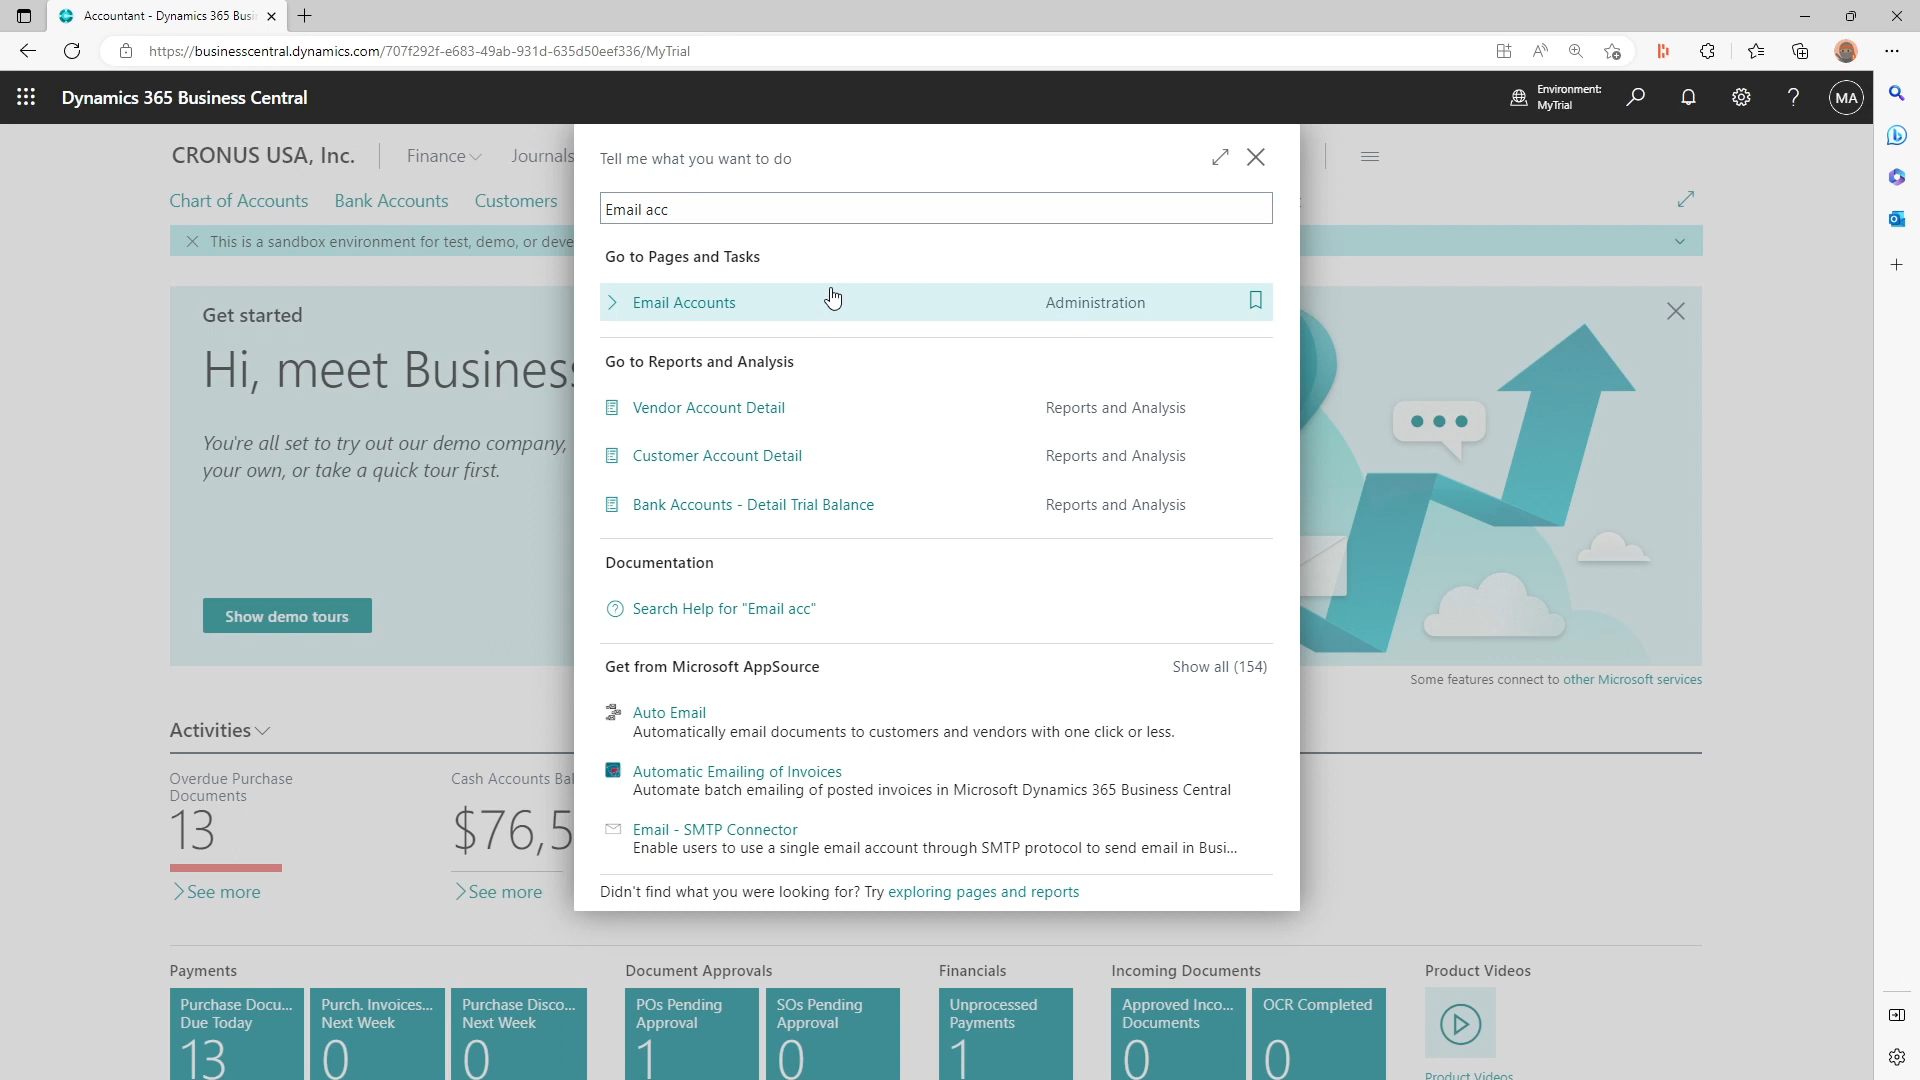 Accountant - Dynamics 365 Busi
https://businesscentral.dynamics.com/707f292f-e683-49ab-931d-635d50eef336/MyTrial
Dynamics 365 Business Central
Environment:
MyTrial
MA
CRONUS USA, Inc.
Finance
Journals
Tell me what you want to do
Chart of Accounts
Bank Accounts
Customers
Email acc
This is a sandbox environment for test, demo, or deve
Go to Pages and Tasks
Email Accounts
Administration
Get started
Hi, meet Business
You're all set to try out our demo company,
your own, or take a quick tour first.
Show demo tours
Go to Reports and Analysis
Vendor Account Detail
Reports and Analysis
Customer Account Detail
Reports and Analysis
Bank Accounts - Detail Trial Balance
Reports and Analysis
Documentation
Search Help for "Email acc"
Get from Microsoft AppSource
Show all (154)
Some features connect to other Microsoft services
Auto Email
Automatically email documents to customers and vendors with one click or less.
Automatic Emailing of Invoices
Automate batch emailing of posted invoices in Microsoft Dynamics 365 Business Central
Email - SMTP Connector
Enable users to use a single email account through SMTP protocol to send email in Busi...
Didn't find what you were looking for? Try exploring pages and reports
Activities
Overdue Purchase
Documents
13
See more
Cash Accounts Bal
$76,5
See more
Payments
Document Approvals
Financials
Incoming Documents
Product Videos
Purchase Docu...
Due Today
13
Purch. Invoices...
Next Week
0
Purchase Disco...
Next Week
0
POs Pending
Approval
1
SOs Pending
Approval
0
Unprocessed
Payments
1
Approved Inco...
Documents
0
OCR Completed
0
Product Videos